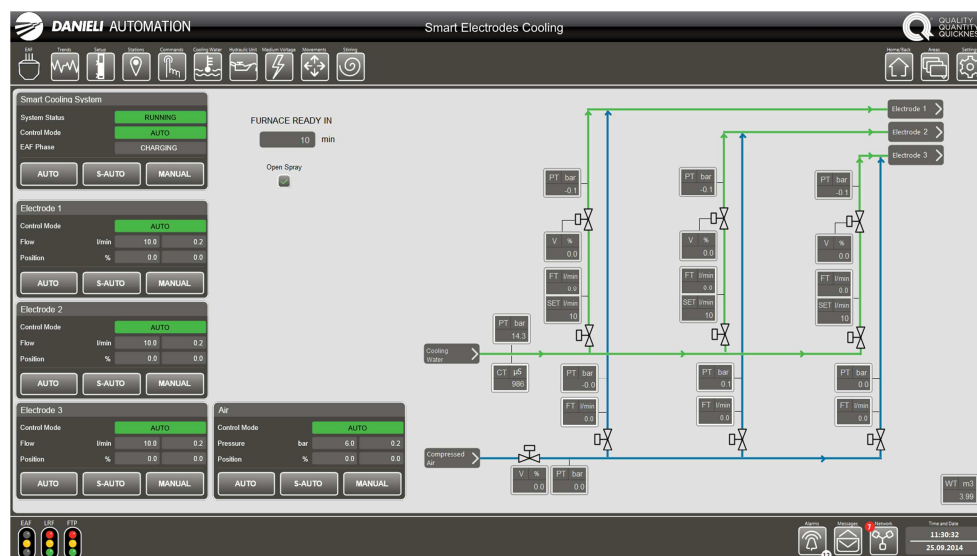 DANIELI AUTOMATION
Smart Electrodes Cooling
QUALITY
QUANTITY
QUICKNES
EAF Trends Setup Stations Commands Cooling Water Hydraulic Unit Medium Voltage Movements Stirring
Home/Back Areas Settings
Smart Cooling System
System Status RUNNING
Control Mode AUTO
EAF Phase CHARGING
AUTO S-AUTO MANUAL
FURNACE READY IN
10 min
Open Spray
Electrode 1
Control Mode AUTO
Flow l/min 10.0 0.2
Position % 0.0 0.0
AUTO S-AUTO MANUAL
Electrode 2
Control Mode AUTO
Flow l/min 10.0 0.2
Position % 0.0 0.0
AUTO S-AUTO MANUAL
Electrode 3
Control Mode AUTO
Flow l/min 10.0 0.2
Position % 0.0 0.0
AUTO S-AUTO MANUAL
Air
Control Mode AUTO
Pressure bar 6.0 0.2
Position % 0.0 0.0
AUTO S-AUTO MANUAL
Electrode 1
Electrode 2
Electrode 3
PT bar
-0.1
V %
0.0
FT l/min
0.0
SET l/min
10
PT bar
-0.1
V %
0.0
FT l/min
0.0
SET l/min
10
PT bar
-0.1
V %
0.0
FT l/min
0.0
SET l/min
10
PT bar
14.3
Cooling
Water
CT µS
986
PT bar
-0.0
FT l/min
0.0
PT bar
0.1
FT l/min
0.0
PT bar
0.0
FT l/min
0.0
Compressed
Air
V %
0.0
PT bar
0.0
WT m3
3.99
EAF LRF FTP
Alarms Messages Network
7
Time and Date
11:30:32
25.09.2014